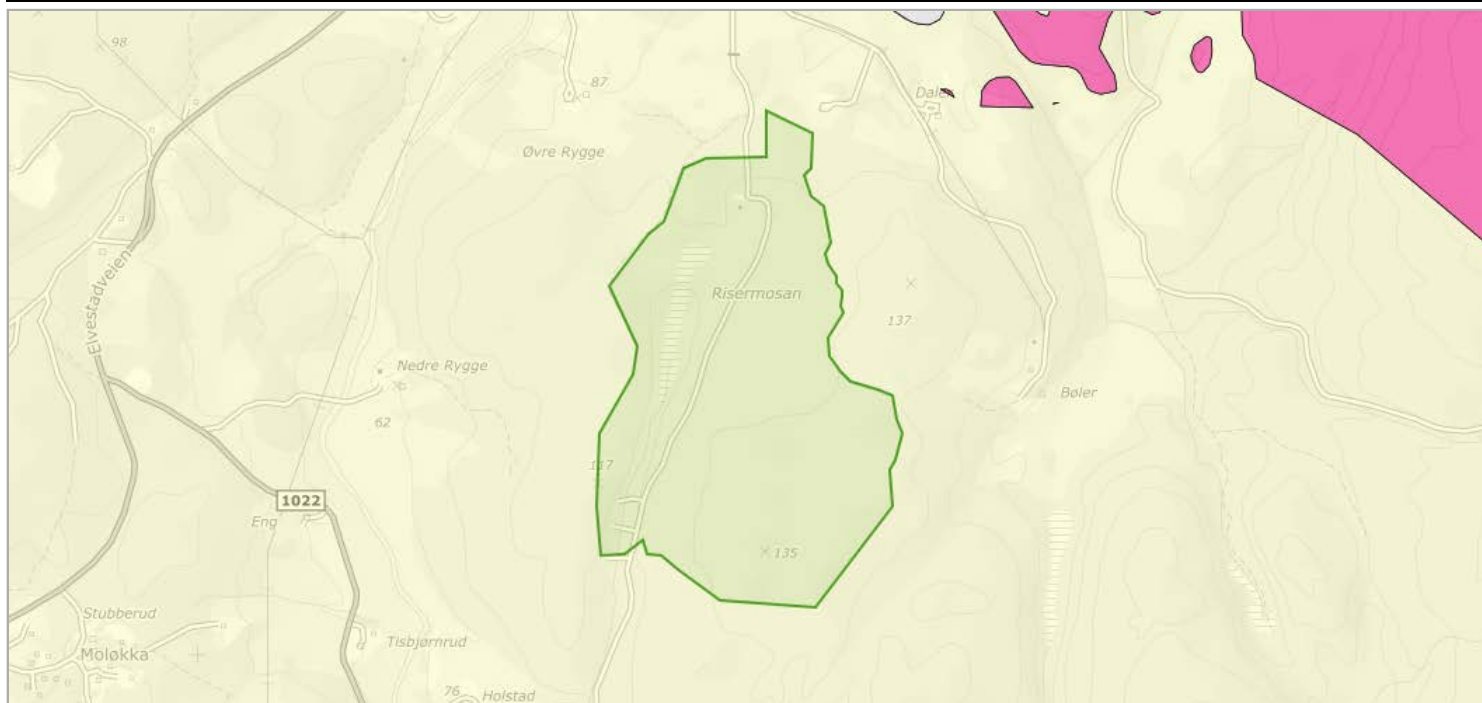 98
87
Dalen
Øvre Rygge
Elvestadveien
Risermosan
137
Nedre Rygge
Bøler
62
117
1022
Eng
135
Stubberud
Tisbjørnrud
Moløkka
76
Holstad